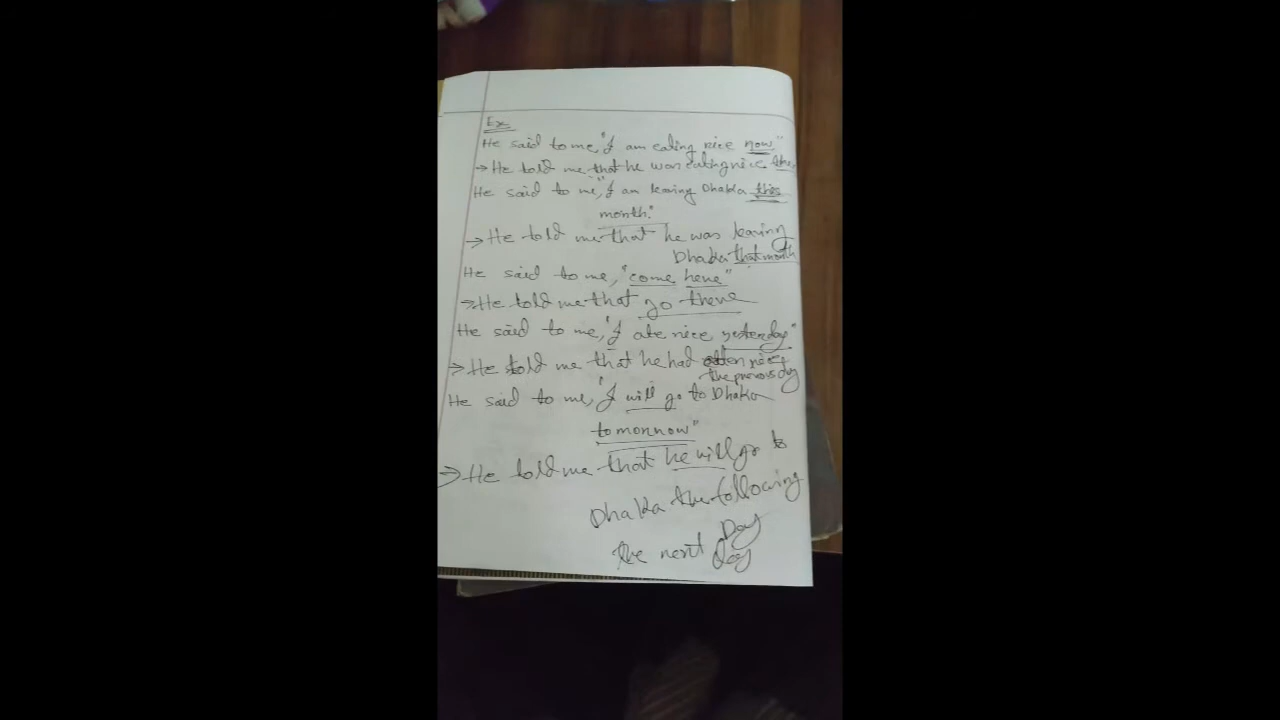 Ex
He said to me, "I am eating rice now"
→ He told me that he was eating rice then
He said to me, "I am leaving Dhaka this
month."
→ He told me that he was leaving
Dhaka that month
He said to me, "come here"
→ He told me that go there
He said to me, "I ate rice yesterday"
→ He told me that he had eaten rice
the previous day
He said to me, "I will go to Dhaka
tomorrow"
→ He told me that he will go to
Dhaka the following
Day
the next day